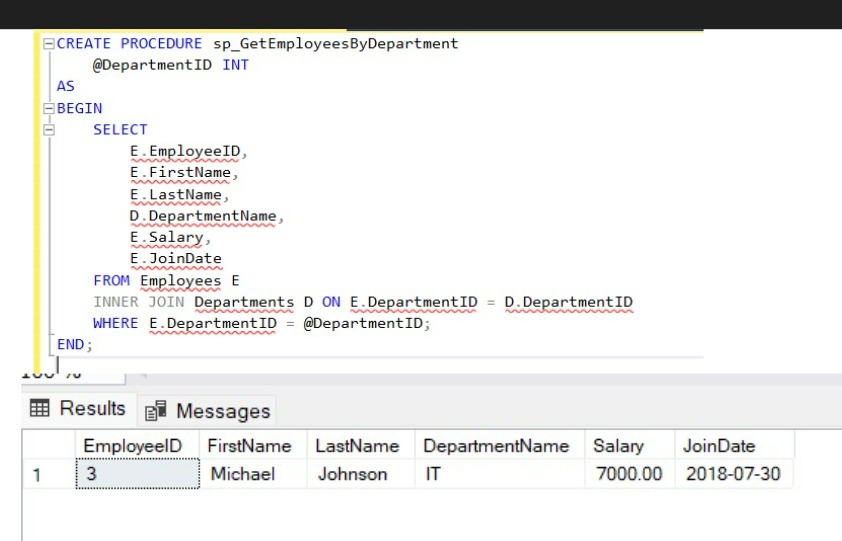 CREATE PROCEDURE sp_GetEmployeesByDepartment
@DepartmentID INT
AS
BEGIN
SELECT
E.EmployeeID,
E.FirstName,
E.LastName,
D.DepartmentName,
E.Salary,
E.JoinDate
FROM Employees E
INNER JOIN Departments D ON E.DepartmentID = D.DepartmentID
WHERE E.DepartmentID = @DepartmentID;
END;
Results Messages
EmployeeID FirstName LastName DepartmentName Salary JoinDate
1 3 Michael Johnson IT 7000.00 2018-07-30